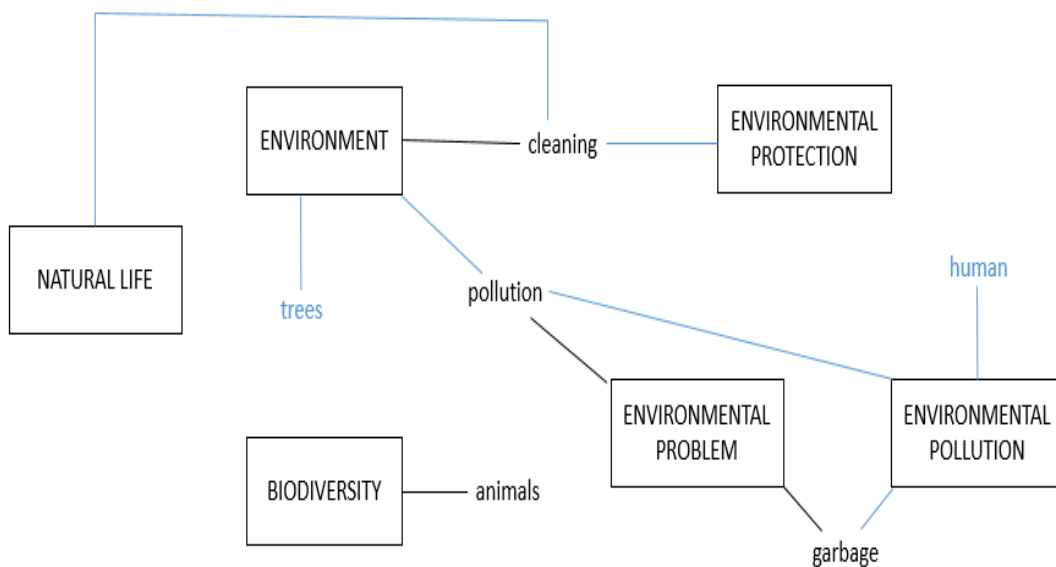 ENVIRONMENT
cleaning
ENVIRONMENTAL
PROTECTION
NATURAL LIFE
trees
pollution
human
ENVIRONMENTAL
PROBLEM
ENVIRONMENTAL
POLLUTION
BIODIVERSITY
animals
garbage